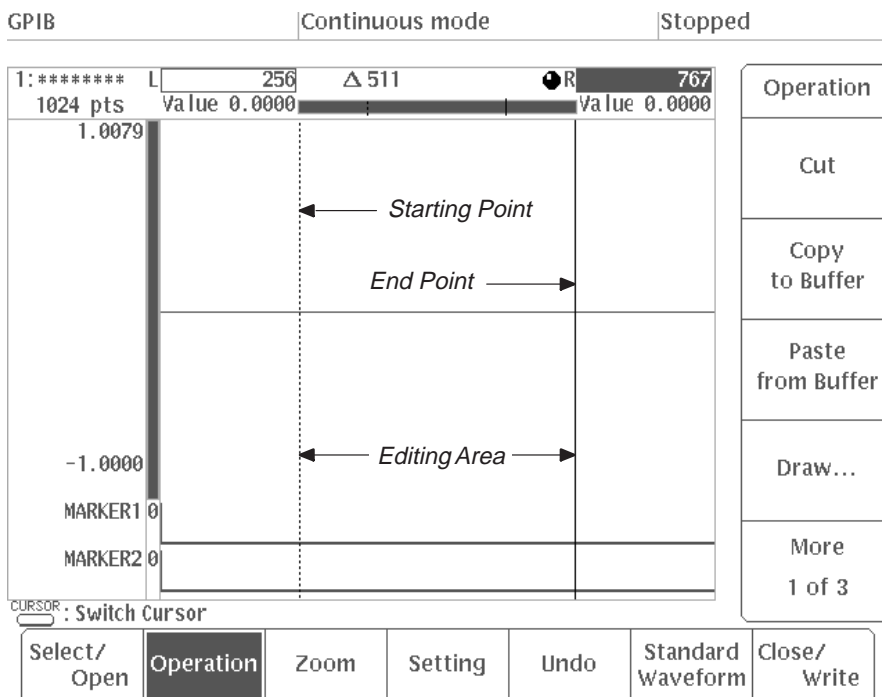 GPIB Continuous mode Stopped
1:******** L 256 Δ 511 R 767
1024 pts Value 0.0000 Value 0.0000
1.0079
Starting Point
End Point
Editing Area
-1.0000
MARKER1 0
MARKER2 0
CURSOR : Switch Cursor
Operation
Cut
Copy
to Buffer
Paste
from Buffer
Draw...
More
1 of 3
Select/
Open
Operation
Zoom
Setting
Undo
Standard
Waveform
Close/
Write